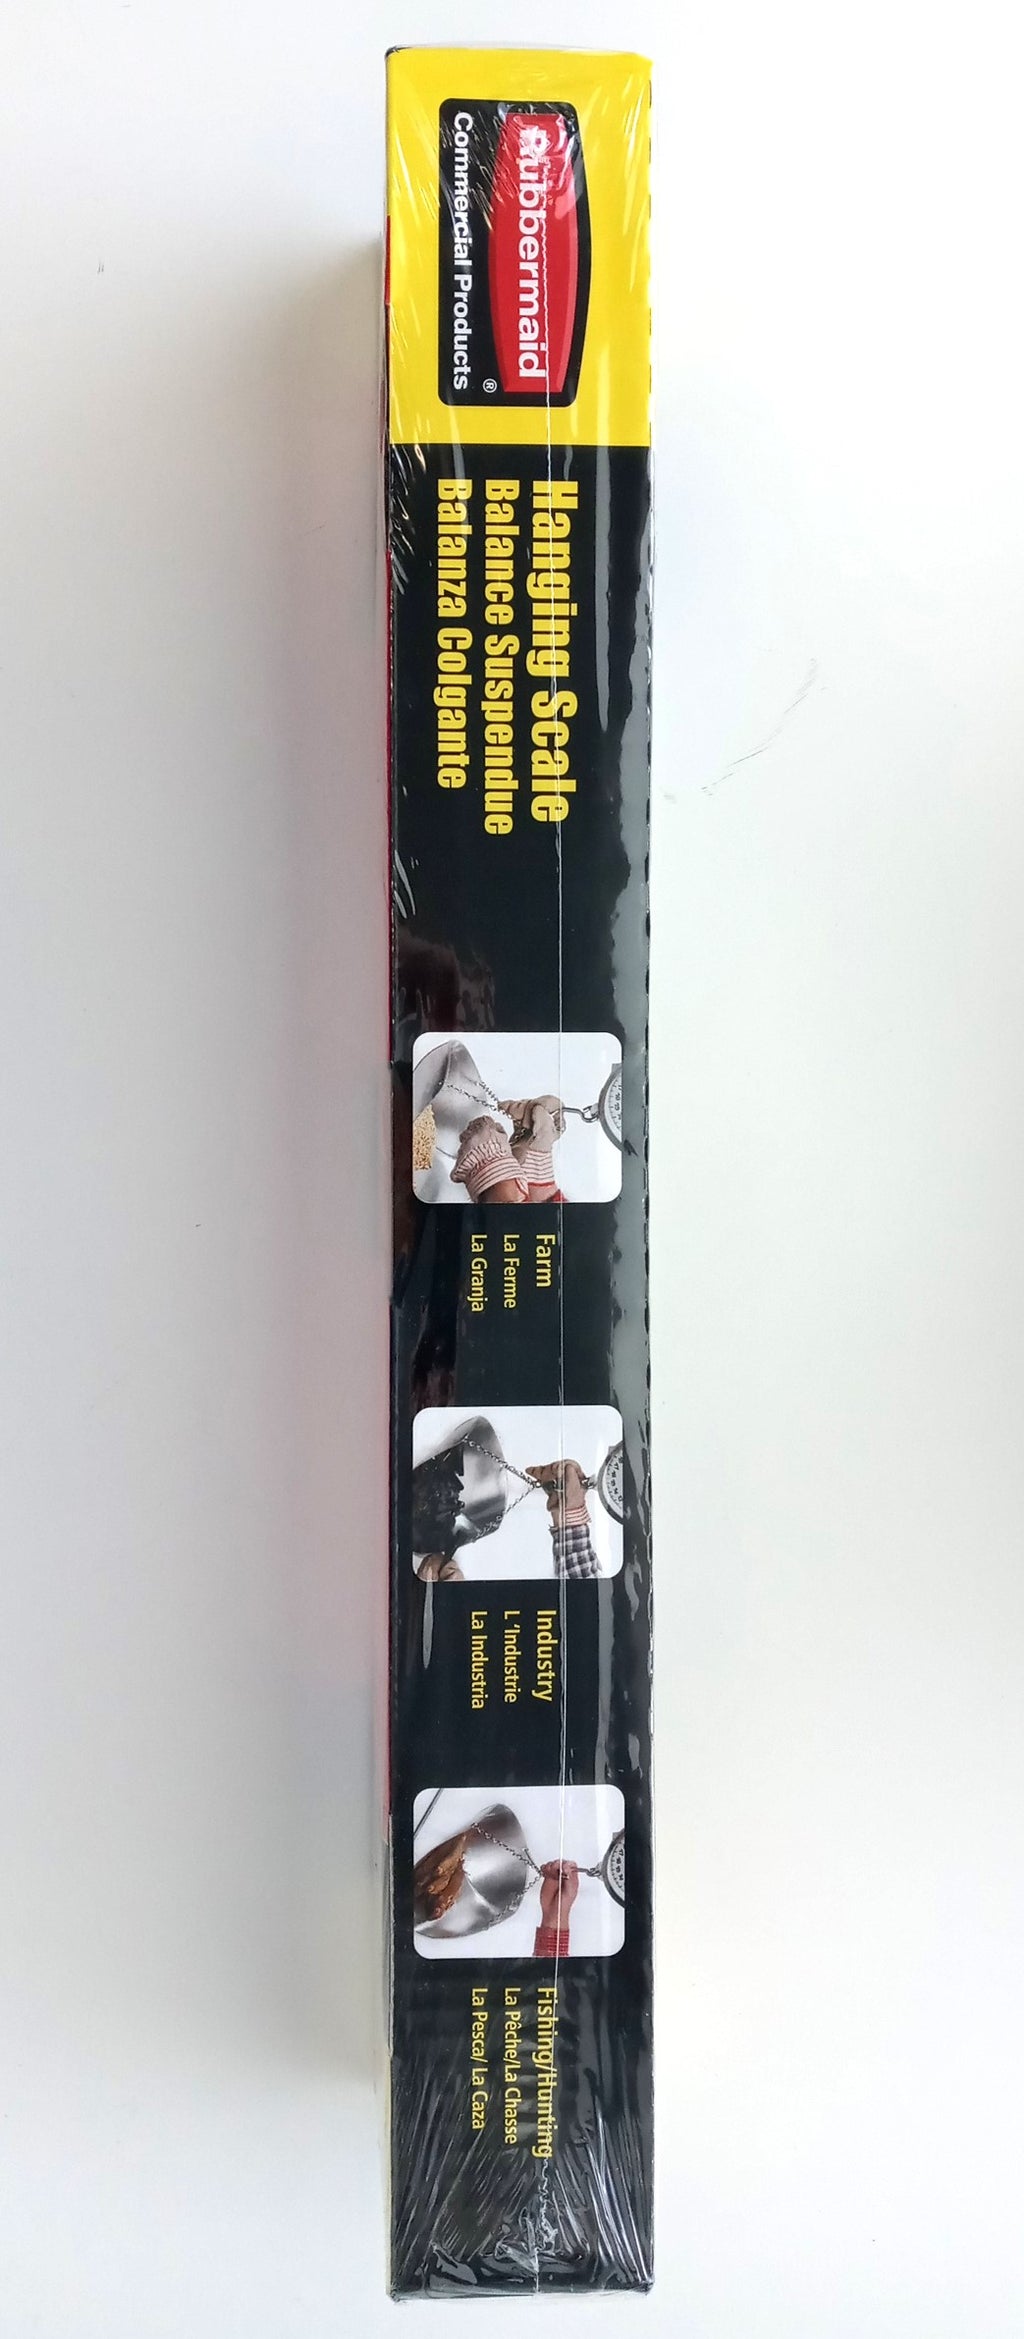 Rubbermaid
Commercial Products ®
Hanging Scale
Balance Suspendue
Balanza Colgante
Farm
La Ferme
La Granja
Industry
L'Industrie
La Industria
Fishing/Hunting
La Pêche/La Chasse
La Pesca/ La Caza